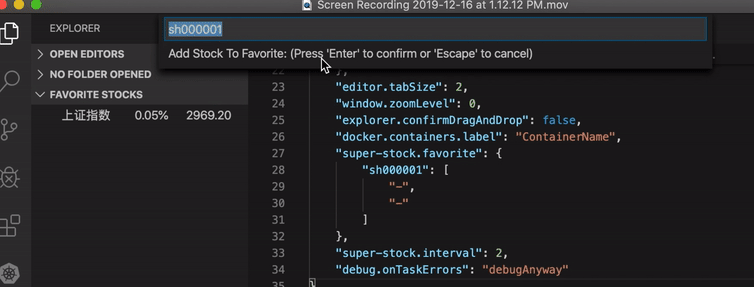 Screen Recording 2019-12-16 at 1.12.12 PM.mov
EXPLORER
sh000001
Add Stock To Favorite: (Press 'Enter' to confirm or 'Escape' to cancel)
OPEN EDITORS
NO FOLDER OPENED
FAVORITE STOCKS
上证指数 0.05% 2969.20
22 ],
23 "editor.tabSize": 2,
24 "window.zoomLevel": 0,
25 "explorer.confirmDragAndDrop": false,
26 "docker.containers.label": "ContainerName",
27 "super-stock.favorite": {
28 "sh000001": [
29 "-",
30 "-"
31 ]
32 },
33 "super-stock.interval": 2,
34 "debug.onTaskErrors": "debugAnyway"
35 }